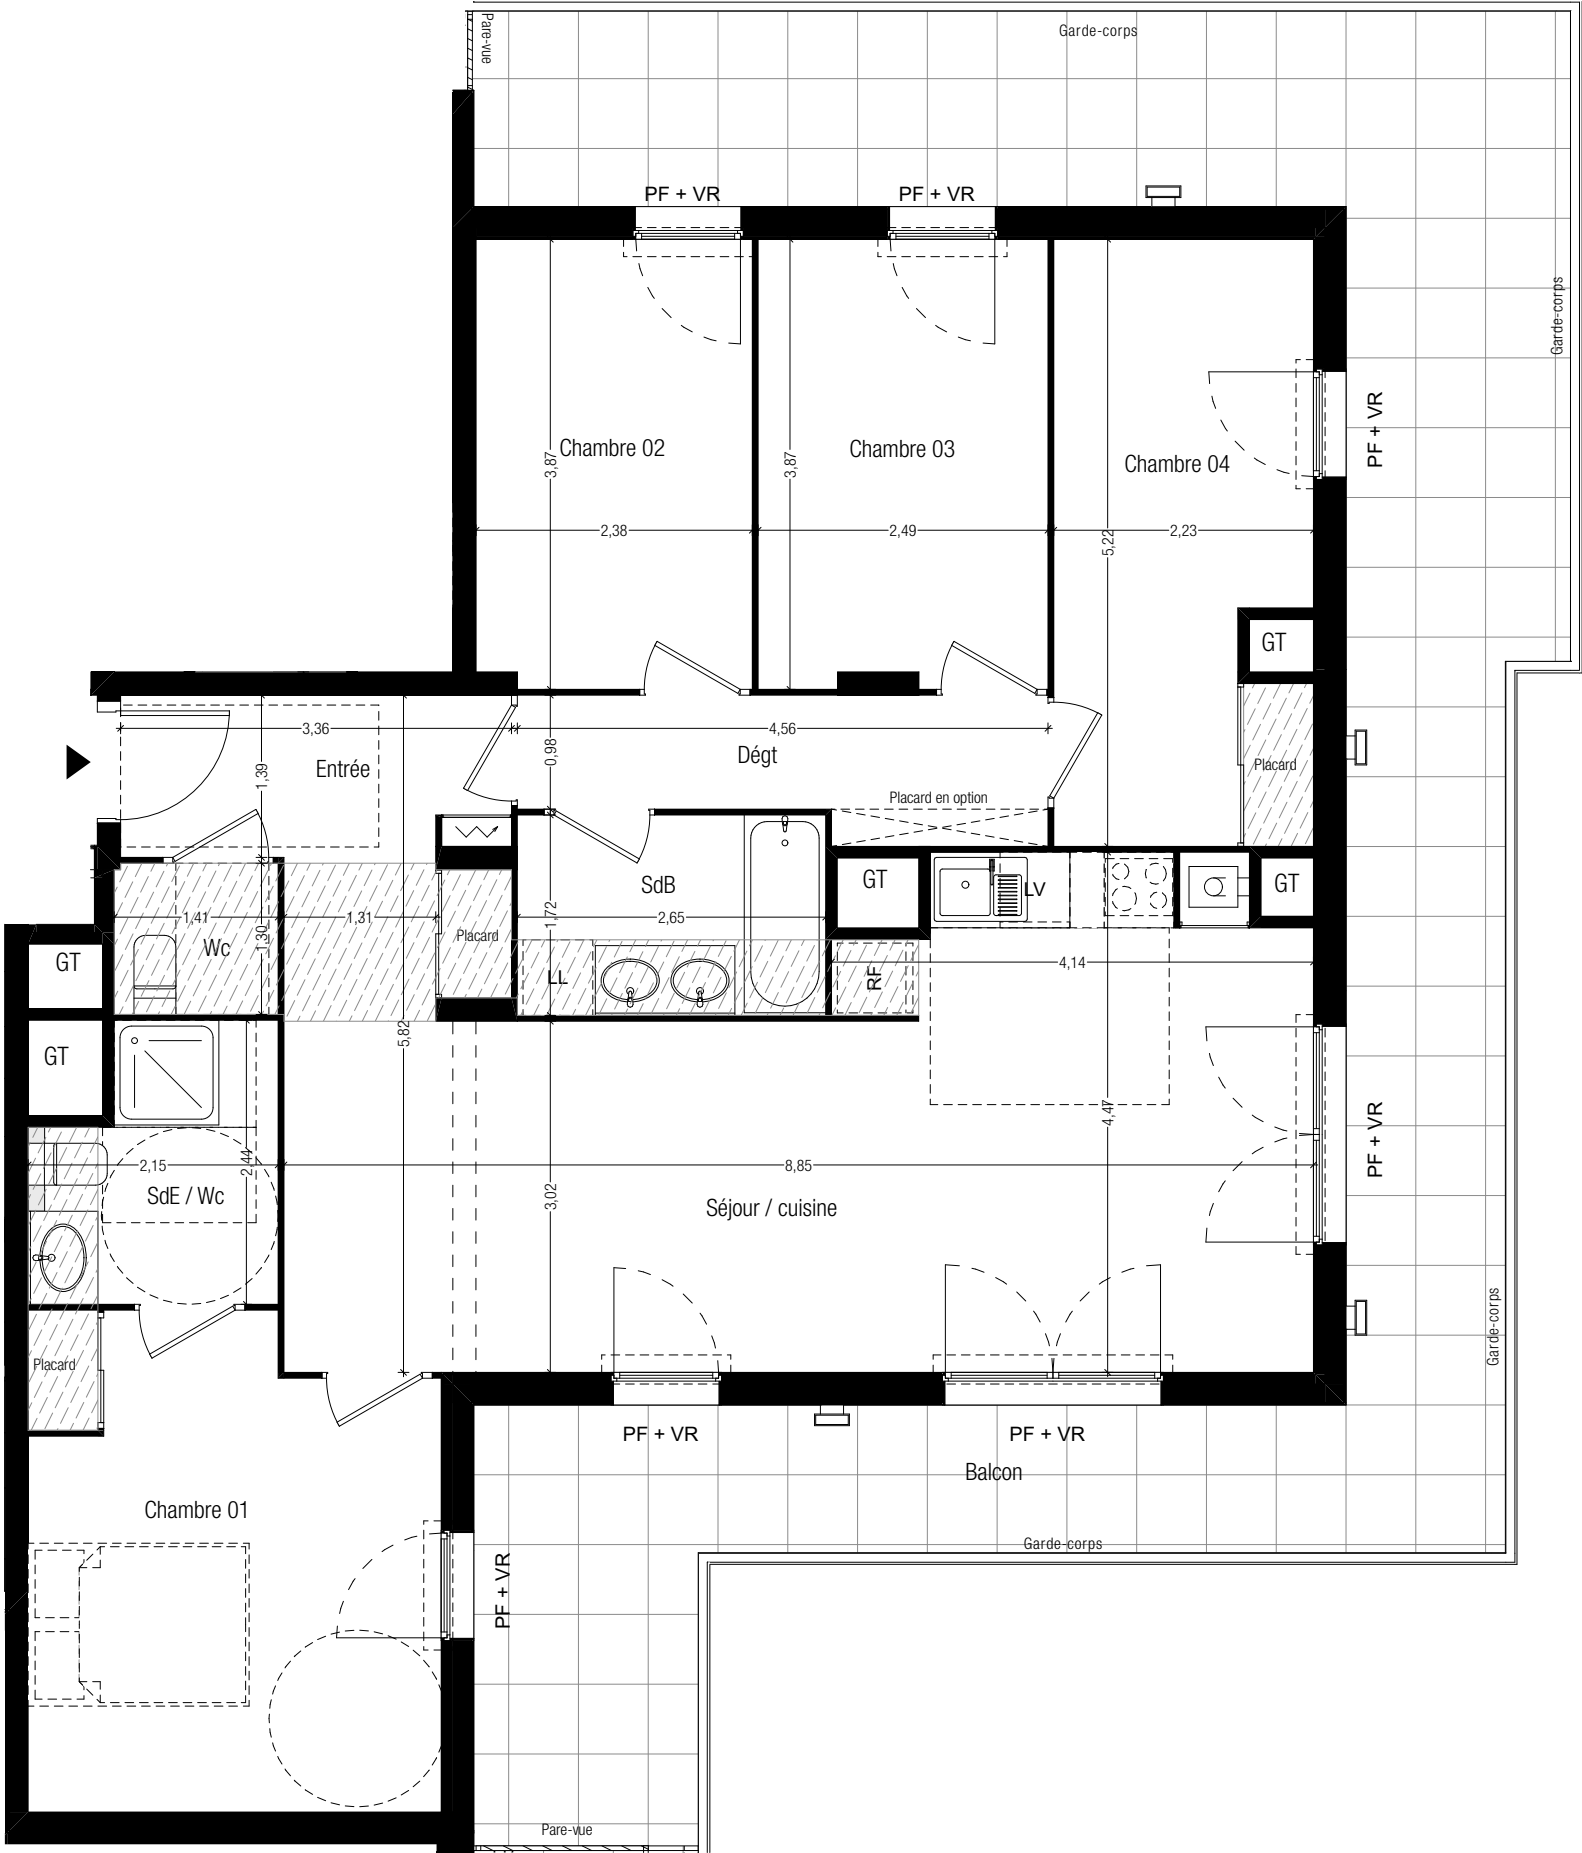 Pare-vue
Garde-corps
PF + VR
PF + VR
Garde-corps
PF + VR
Chambre 02
3,87
2,38
Chambre 03
3,87
2,49
Chambre 04
5,22
2,23
GT
Placard
3,36
Entrée
1,39
4,56
0,98
Dégt
Placard en option
SdB
1,72
2,65
GT
LV
GT
1,41
1,30
Wc
1,31
Placard
LL
RF
4,14
GT
GT
5,82
4,47
PF + VR
2,15
2,44
SdE / Wc
8,85
3,02
Séjour / cuisine
Garde-corps
Placard
PF + VR
PF + VR
Balcon
Chambre 01
Garde-corps
PF + VR
Pare-vue